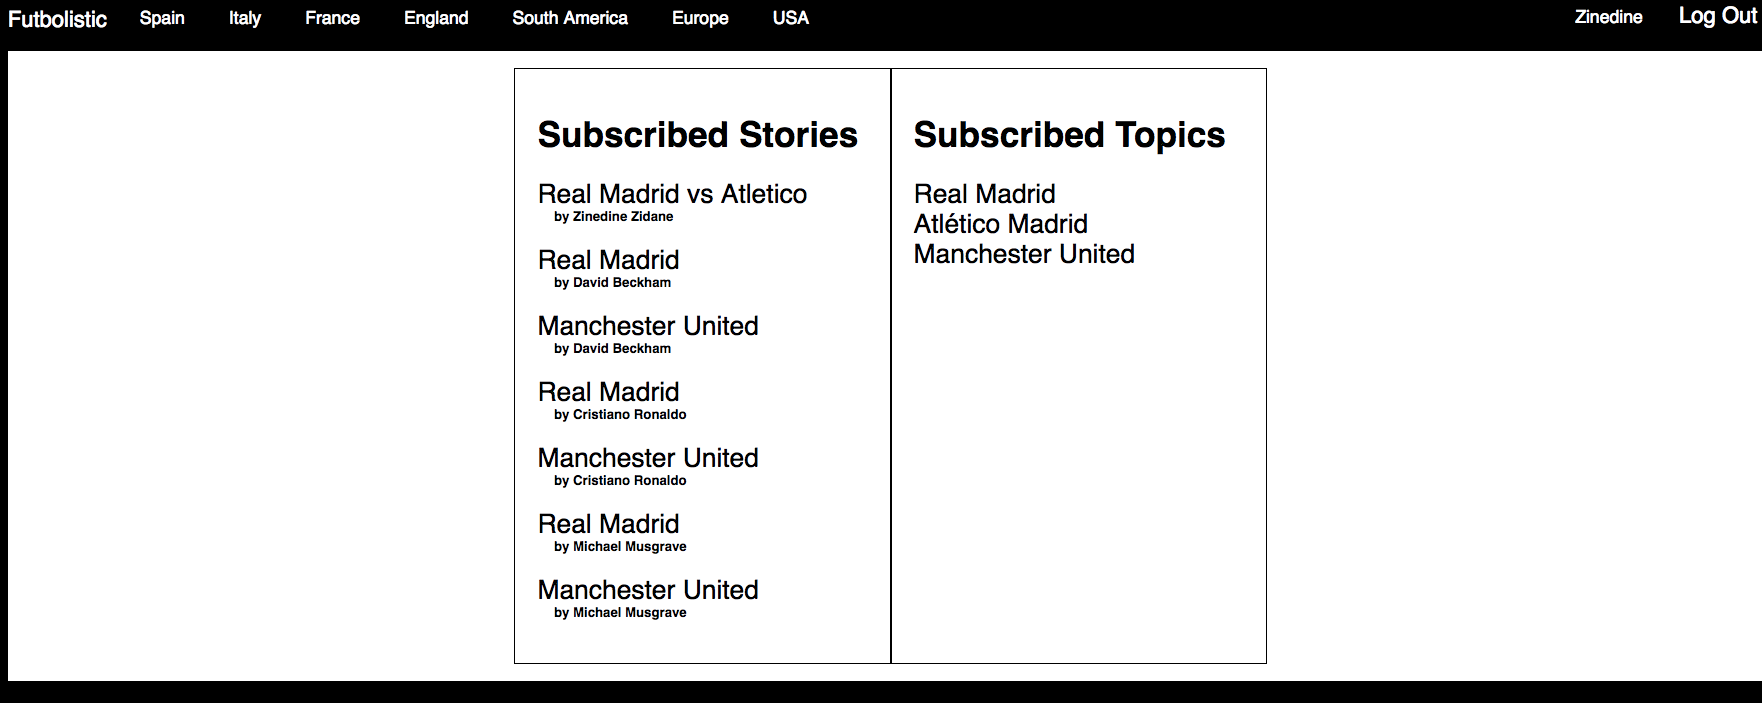 Futbolistic Spain Italy France England South America Europe USA Zinedine Log Out
Subscribed Stories
Real Madrid vs Atletico
by Zinedine Zidane
Real Madrid
by David Beckham
Manchester United
by David Beckham
Real Madrid
by Cristiano Ronaldo
Manchester United
by Cristiano Ronaldo
Real Madrid
by Michael Musgrave
Manchester United
by Michael Musgrave
Subscribed Topics
Real Madrid
Atlético Madrid
Manchester United